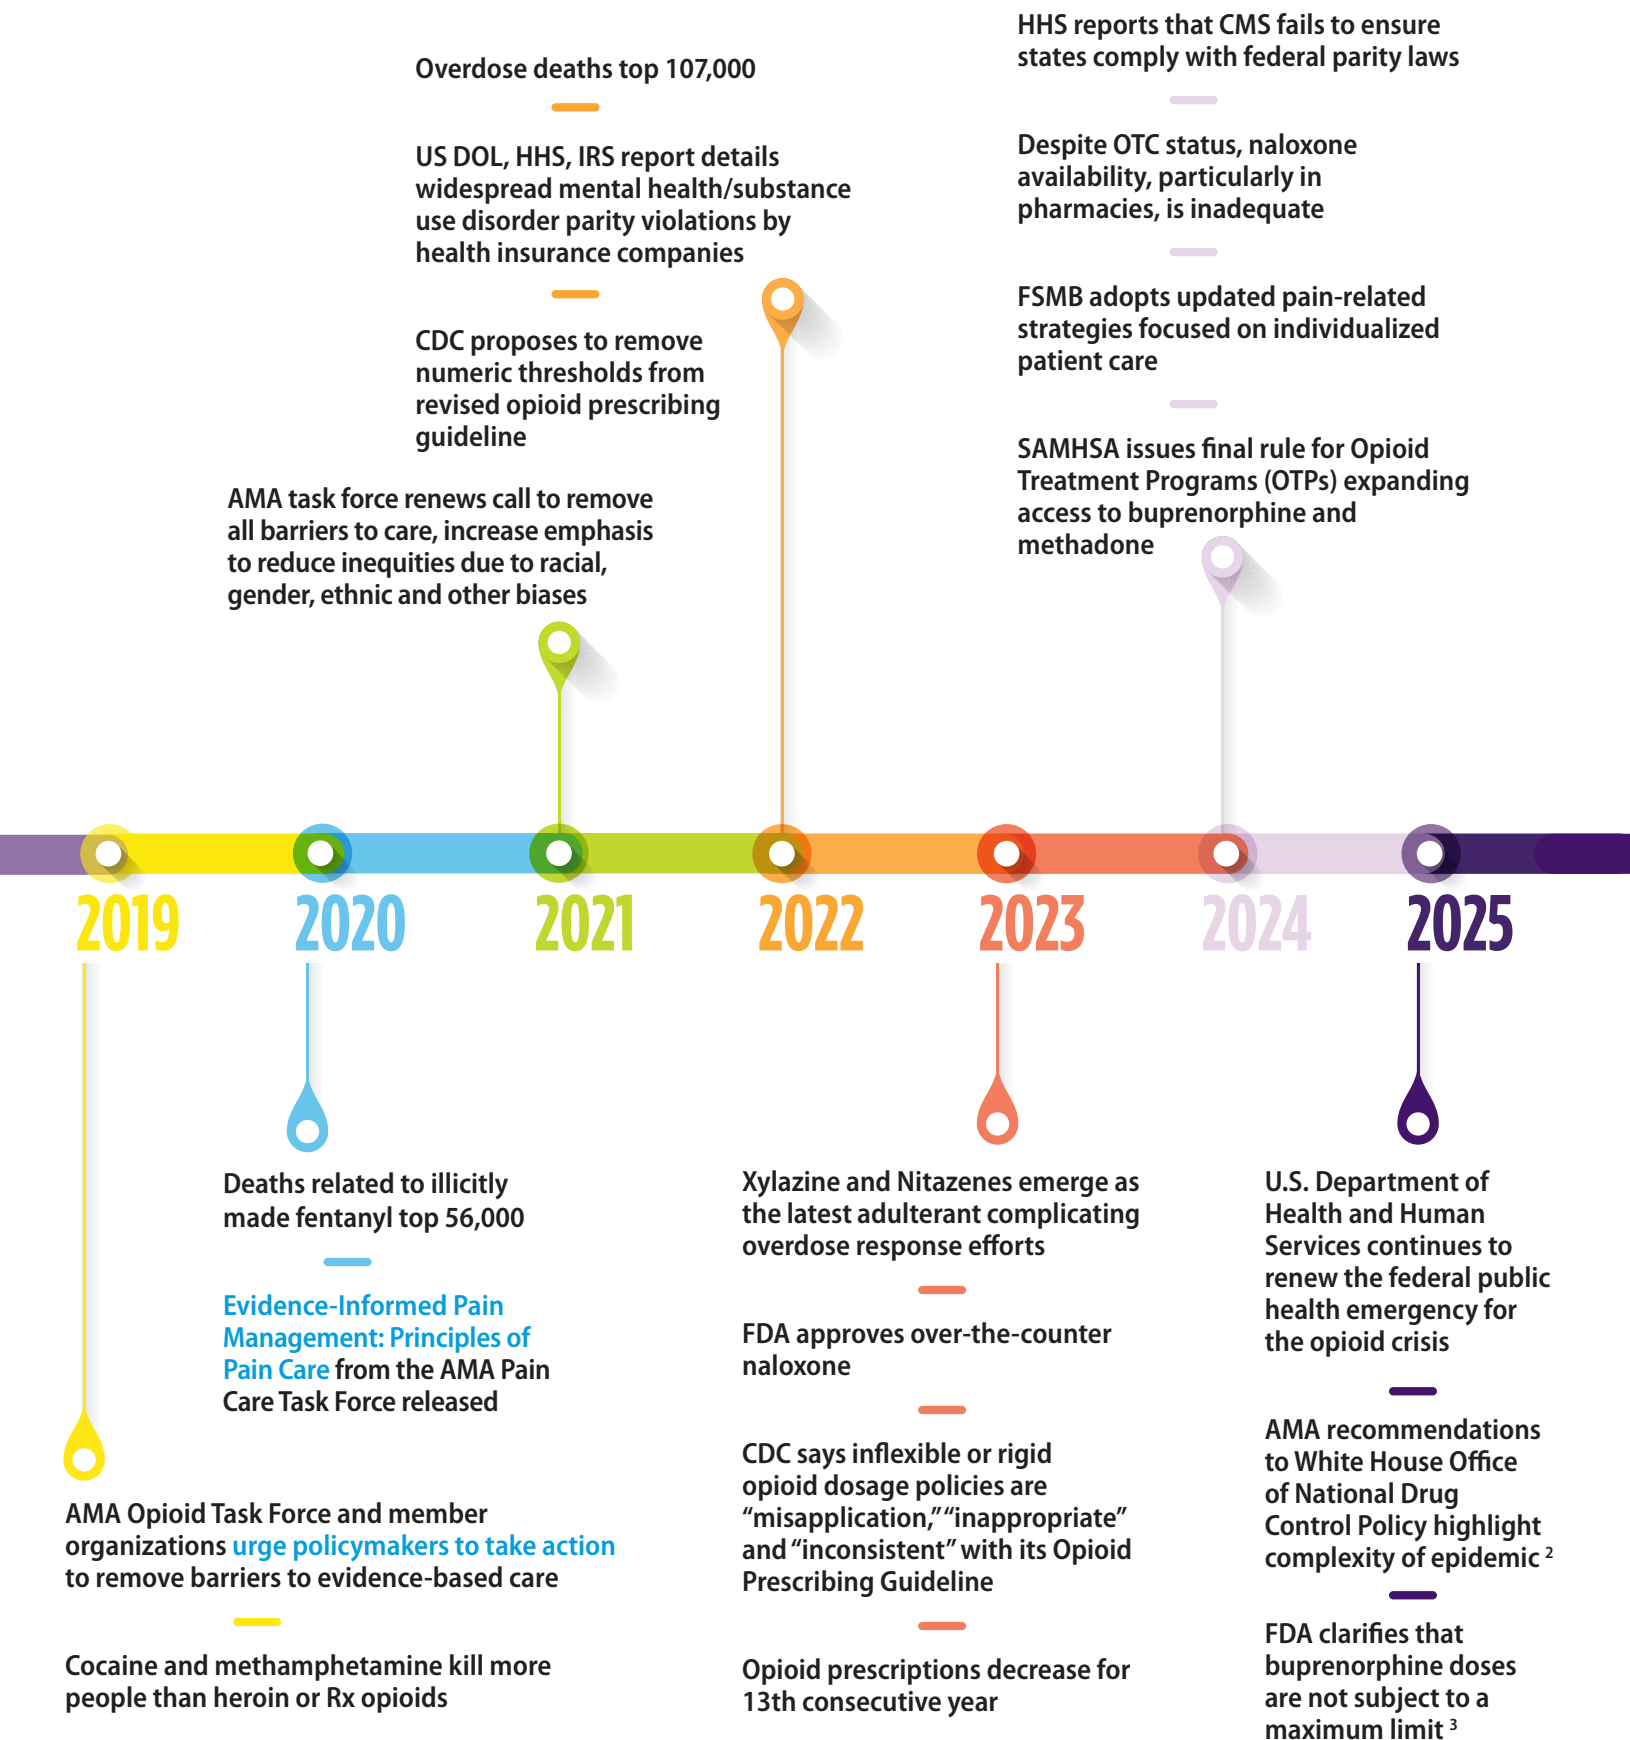 Overdose deaths top 107,000
US DOL, HHS, IRS report details
widespread mental health/substance
use disorder parity violations by
health insurance companies
CDC proposes to remove
numeric thresholds from
revised opioid prescribing
guideline
AMA task force renews call to remove
all barriers to care, increase emphasis
to reduce inequities due to racial,
gender, ethnic and other biases
HHS reports that CMS fails to ensure
states comply with federal parity laws
Despite OTC status, naloxone
availability, particularly in
pharmacies, is inadequate
FSMB adopts updated pain-related
strategies focused on individualized
patient care
SAMHSA issues final rule for Opioid
Treatment Programs (OTPs) expanding
access to buprenorphine and
methadone
2019
2020
2021
2022
2023
2024
2025
AMA Opioid Task Force and member
organizations urge policymakers to take action
to remove barriers to evidence-based care
Cocaine and methamphetamine kill more
people than heroin or Rx opioids
Deaths related to illicitly
made fentanyl top 56,000
Evidence-Informed Pain
Management: Principles of
Pain Care from the AMA Pain
Care Task Force released
Xylazine and Nitazenes emerge as
the latest adulterant complicating
overdose response efforts
FDA approves over-the-counter
naloxone
CDC says inflexible or rigid
opioid dosage policies are
“misapplication,” “inappropriate”
and “inconsistent” with its Opioid
Prescribing Guideline
Opioid prescriptions decrease for
13th consecutive year
U.S. Department of
Health and Human
Services continues to
renew the federal public
health emergency for
the opioid crisis
AMA recommendations
to White House Office
of National Drug
Control Policy highlight
complexity of epidemic 2
FDA clarifies that
buprenorphine doses
are not subject to a
maximum limit 3